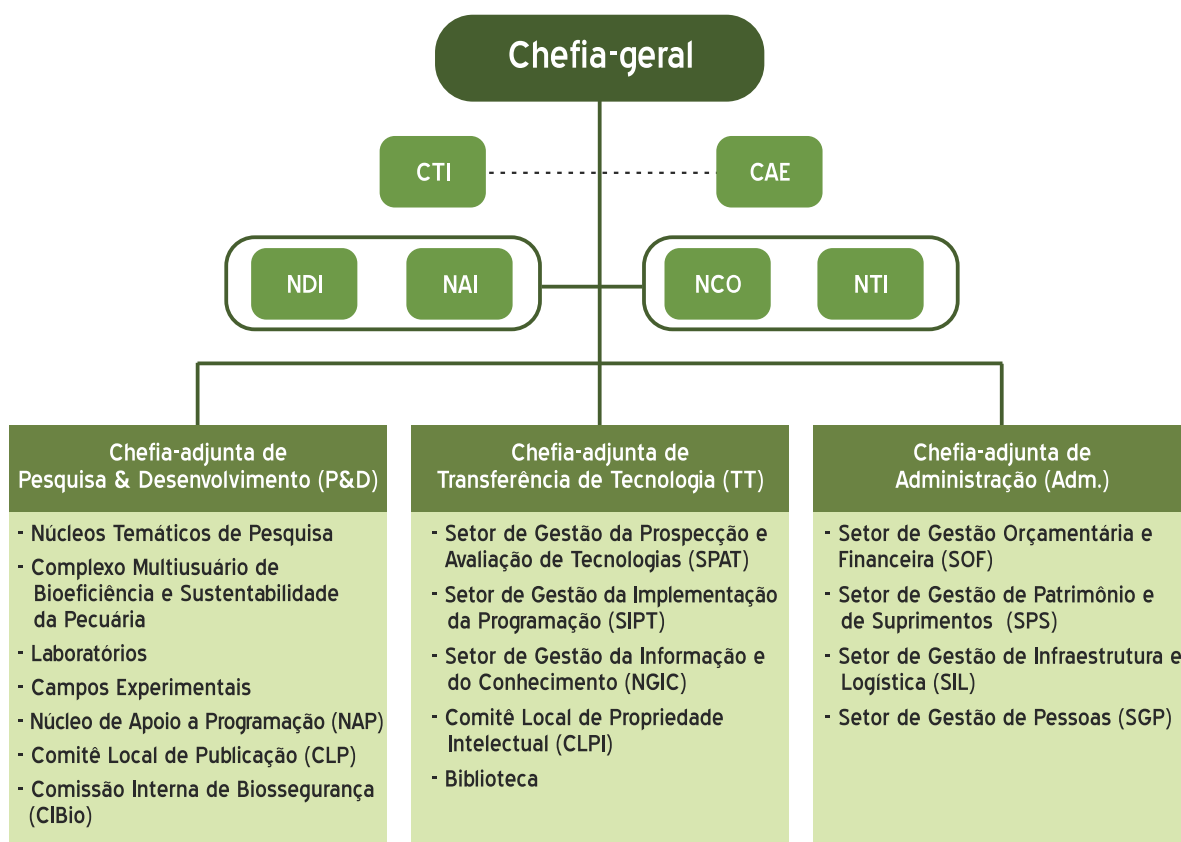 Chefia-geral
CTI
CAE
NDI
NAI
NCO
NTI
Chefia-adjunta de
Pesquisa & Desenvolvimento (P&D)
- Núcleos Temáticos de Pesquisa
- Complexo Multiusuário de
Bioeficiência e Sustentabilidade
da Pecuária
- Laboratórios
- Campos Experimentais
- Núcleo de Apoio a Programação (NAP)
- Comitê Local de Publicação (CLP)
- Comissão Interna de Biossegurança
(CIBio)
Chefia-adjunta de
Transferência de Tecnologia (TT)
- Setor de Gestão da Prospecção e
Avaliação de Tecnologias (SPAT)
- Setor de Gestão da Implementação
da Programação (SIPT)
- Setor de Gestão da Informação e
do Conhecimento (NGIC)
- Comitê Local de Propriedade
Intelectual (CLPI)
- Biblioteca
Chefia-adjunta de
Administração (Adm.)
- Setor de Gestão Orçamentária e
Financeira (SOF)
- Setor de Gestão de Patrimônio e
de Suprimentos (SPS)
- Setor de Gestão de Infraestrutura e
Logística (SIL)
- Setor de Gestão de Pessoas (SGP)